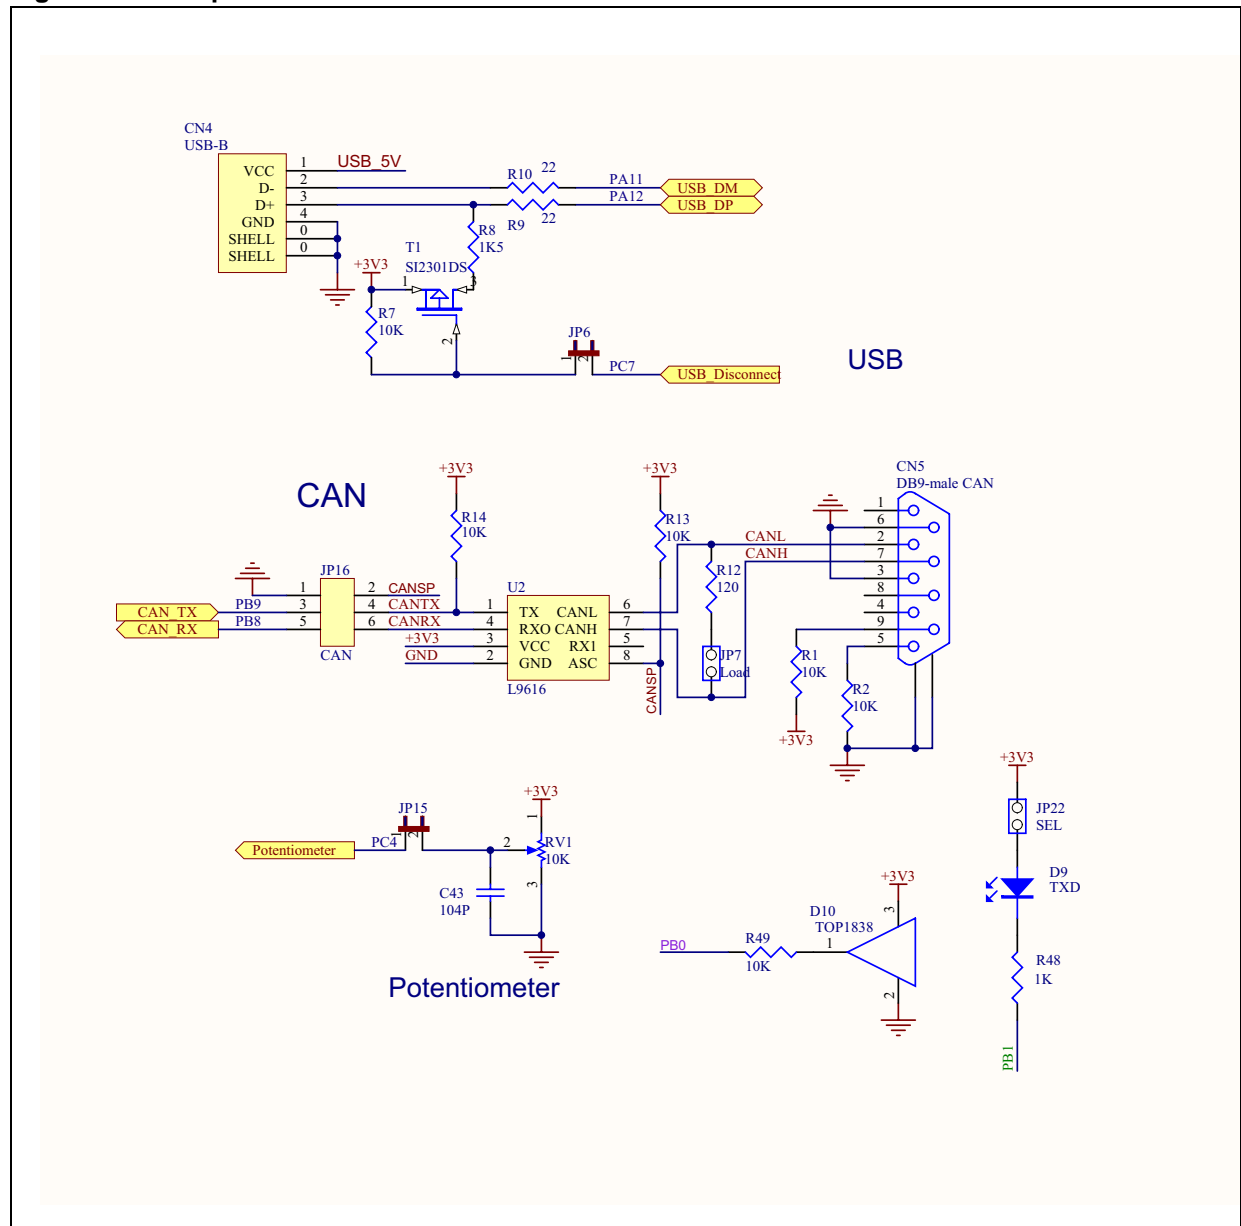 CN4
USB-B
VCC 1 USB_5V
D- 2 R10 22 PA11 USB_DM
D+ 3 R9 22 PA12 USB_DP
GND 4
SHELL 0
SHELL 0
R8
1K5
T1
SI2301DS
+3V3
1
3
2
R7
10K
JP6
1
2
PC7
USB_Disconnect
USB
CAN
+3V3
R14
10K
+3V3
R13
10K
CN5
DB9-male CAN
1
6
2
7
3
8
4
9
5
CANL
CANH
R12
120
JP7
Load
R1
10K
+3V3
R2
10K
JP16
1 2 CANSP
CAN_TX PB9 3 4 CANTX
CAN_RX PB8 5 6 CANRX
CAN
+3V3
GND
U2
1 TX CANL 6
4 RXO CANH 7
3 VCC RX1 5
2 GND ASC 8
L9616
CANSP
JP15
1
2
Potentiometer
PC4
+3V3
1
2
RV1
10K
3
C43
104P
Potentiometer
PB0
R49
10K
D10
TOP1838
+3V3
3
1
2
+3V3
JP22
SEL
D9
TXD
R48
1K
PB1